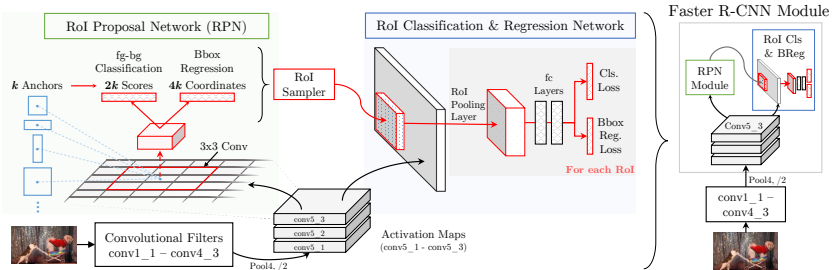 RoI Proposal Network (RPN)
fg-bg
Classification
Bbox
Regression
k Anchors
2k Scores
4k Coordinates
3x3 Conv
RoI
Sampler
RoI Classification & Regression Network
RoI
Pooling
Layer
fc
Layers
Cls.
Loss
Bbox
Reg.
Loss
For each RoI
conv5_3
conv5_2
conv5_1
Activation Maps
(conv5_1 - conv5_3)
Convolutional Filters
conv1_1 – conv4_3
Pool4, /2
Faster R-CNN Module
RoI Cls
& BReg
RPN
Module
Conv5_3
Pool4, /2
conv1_1 –
conv4_3